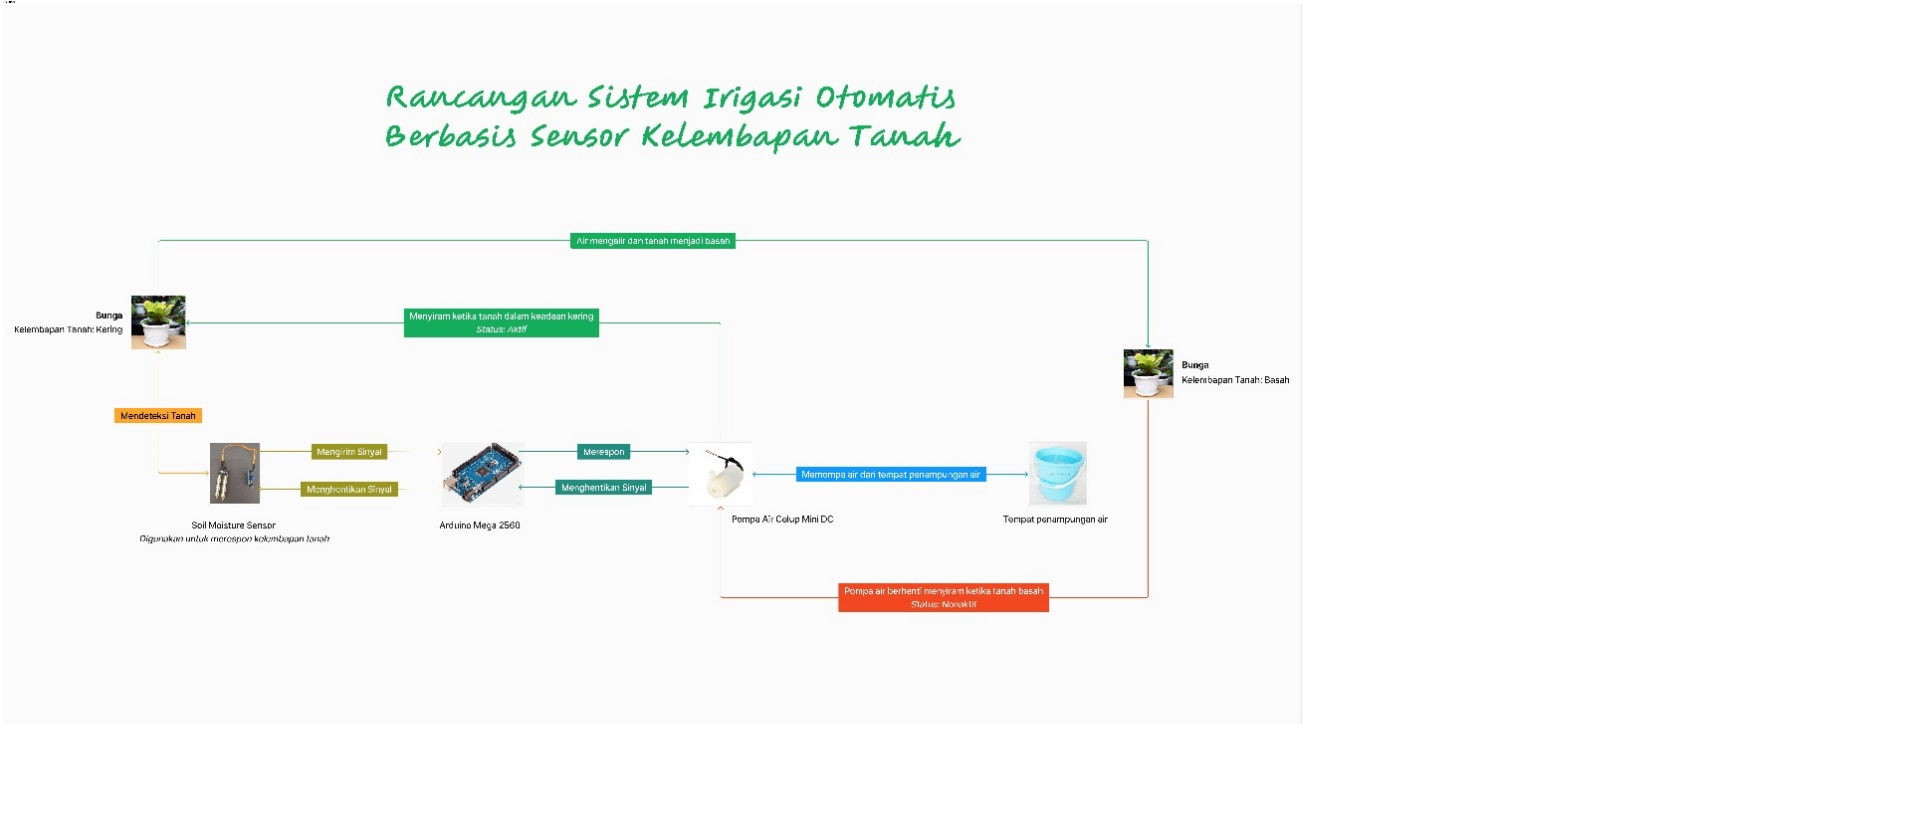 Rancangan Sistem Irigasi Otomatis
Berbasis Sensor Kelembapan Tanah
Air mengalir dan tanah menjadi basah
Bunga
Kelembapan Tanah: Kering
Menyiram ketika tanah dalam keadaan kering
Status: Aktif
Bunga
Kelembapan Tanah: Basah
Mendeteksi Tanah
Mengirim Sinyal
Merespon
Memompa air dari tempat penampungan air
Menghentikan Sinyal
Menghentikan Sinyal
Soil Moisture Sensor
Digunakan untuk merespon kelembapan tanah
Arduino Mega 2560
Pompa Air Celup Mini DC
Tempat penampungan air
Pompa air berhenti menyiram ketika tanah basah
Status: Nonaktif